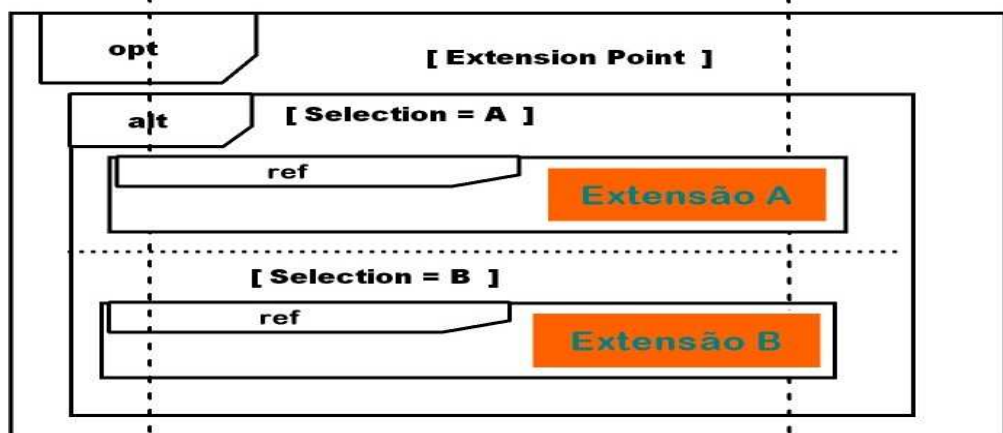 opt
[ Extension Point ]
alt
[ Selection = A ]
ref
Extensão A
[ Selection = B ]
ref
Extensão B